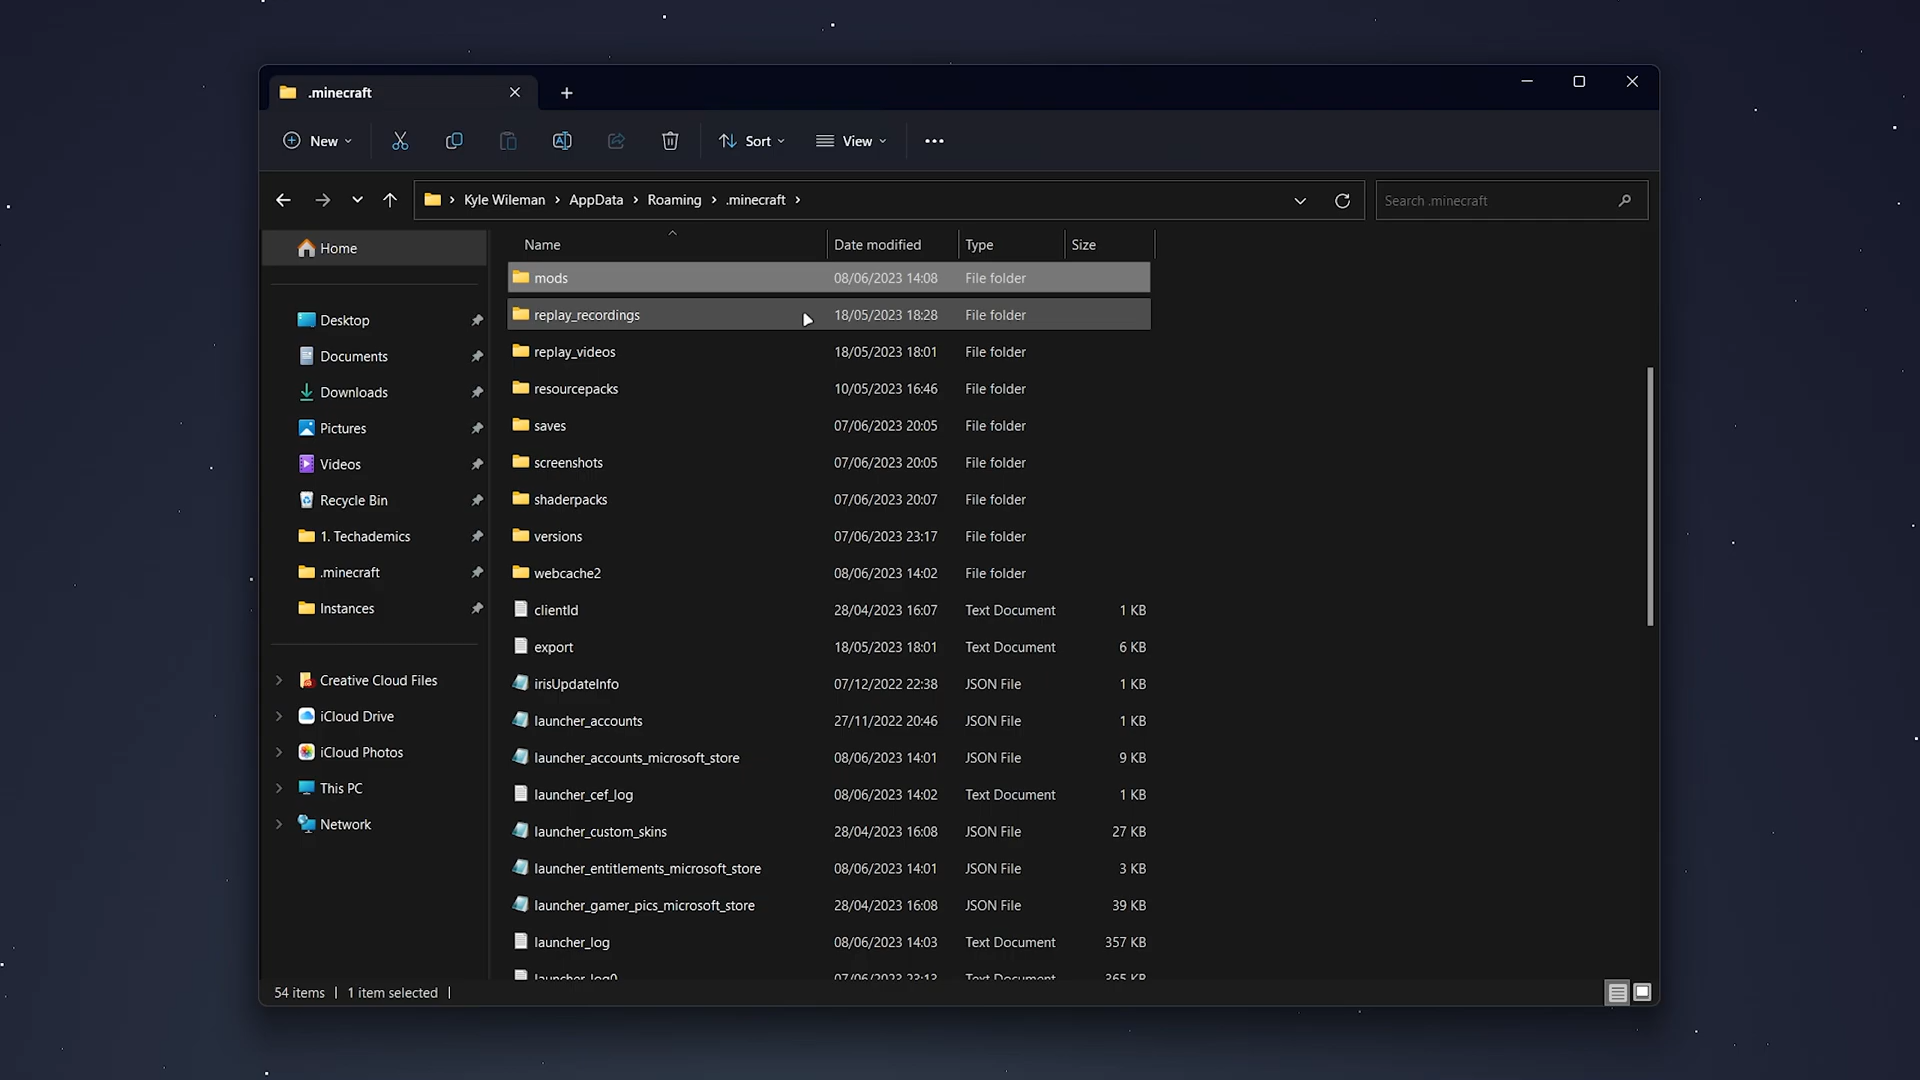 .minecraft
New
Sort
View
Kyle Wileman
AppData
Roaming
.minecraft
Search .minecraft
Home
Desktop
Documents
Downloads
Pictures
Videos
Recycle Bin
1. Techademics
.minecraft
Instances
Creative Cloud Files
iCloud Drive
iCloud Photos
This PC
Network
Name Date modified Type Size
mods 08/06/2023 14:08 File folder
replay_recordings 18/05/2023 18:28 File folder
replay_videos 18/05/2023 18:01 File folder
resourcepacks 10/05/2023 16:46 File folder
saves 07/06/2023 20:05 File folder
screenshots 07/06/2023 20:05 File folder
shaderpacks 07/06/2023 20:07 File folder
versions 07/06/2023 23:17 File folder
webcache2 08/06/2023 14:02 File folder
clientId 28/04/2023 16:07 Text Document 1 KB
export 18/05/2023 18:01 Text Document 6 KB
irisUpdateInfo 07/12/2022 22:38 JSON File 1 KB
launcher_accounts 27/11/2022 20:46 JSON File 1 KB
launcher_accounts_microsoft_store 08/06/2023 14:01 JSON File 9 KB
launcher_cef_log 08/06/2023 14:02 Text Document 1 KB
launcher_custom_skins 28/04/2023 16:08 JSON File 27 KB
launcher_entitlements_microsoft_store 08/06/2023 14:01 JSON File 3 KB
launcher_gamer_pics_microsoft_store 28/04/2023 16:08 JSON File 39 KB
launcher_log 08/06/2023 14:03 Text Document 357 KB
launcher_log0 07/06/2023 23:13 Text Document 365 KB
54 items
1 item selected